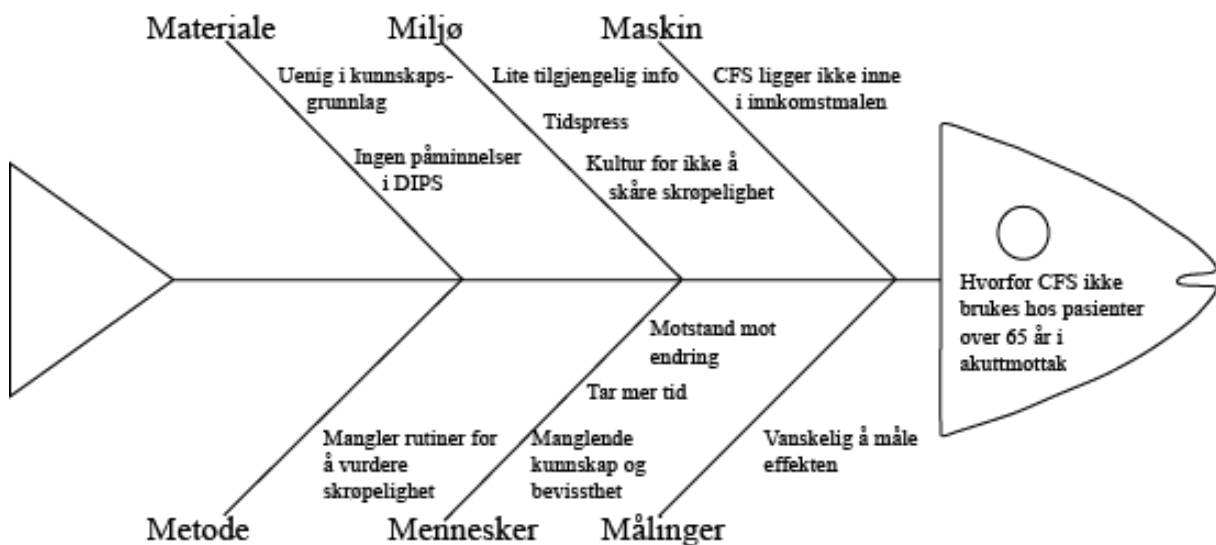 Materiale
Miljø
Maskin
Uenig i kunnskaps-
grunnlag
Ingen påminnelser
i DIPS
Lite tilgjengelig info
Tidspress
Kultur for ikke å
skåre skrøpelighet
CFS ligger ikke inne
i innkomstmalen
Hvorfor CFS ikke
brukes hos pasienter
over 65 år i
akuttmottak
Mangler rutiner for
å vurdere
skrøpelighet
Motstand mot
endring
Tar mer tid
Manglende
kunnskap og
bevissthet
Vanskelig å måle
effekten
Metode
Mennesker
Målinger